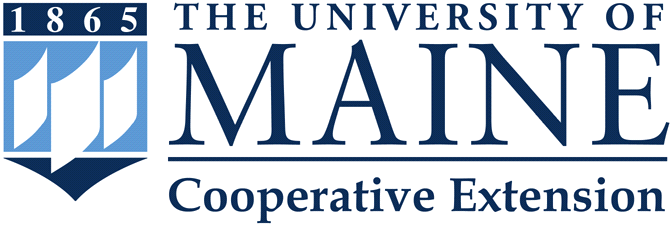 1865
THE UNIVERSITY OF
MAINE
Cooperative Extension